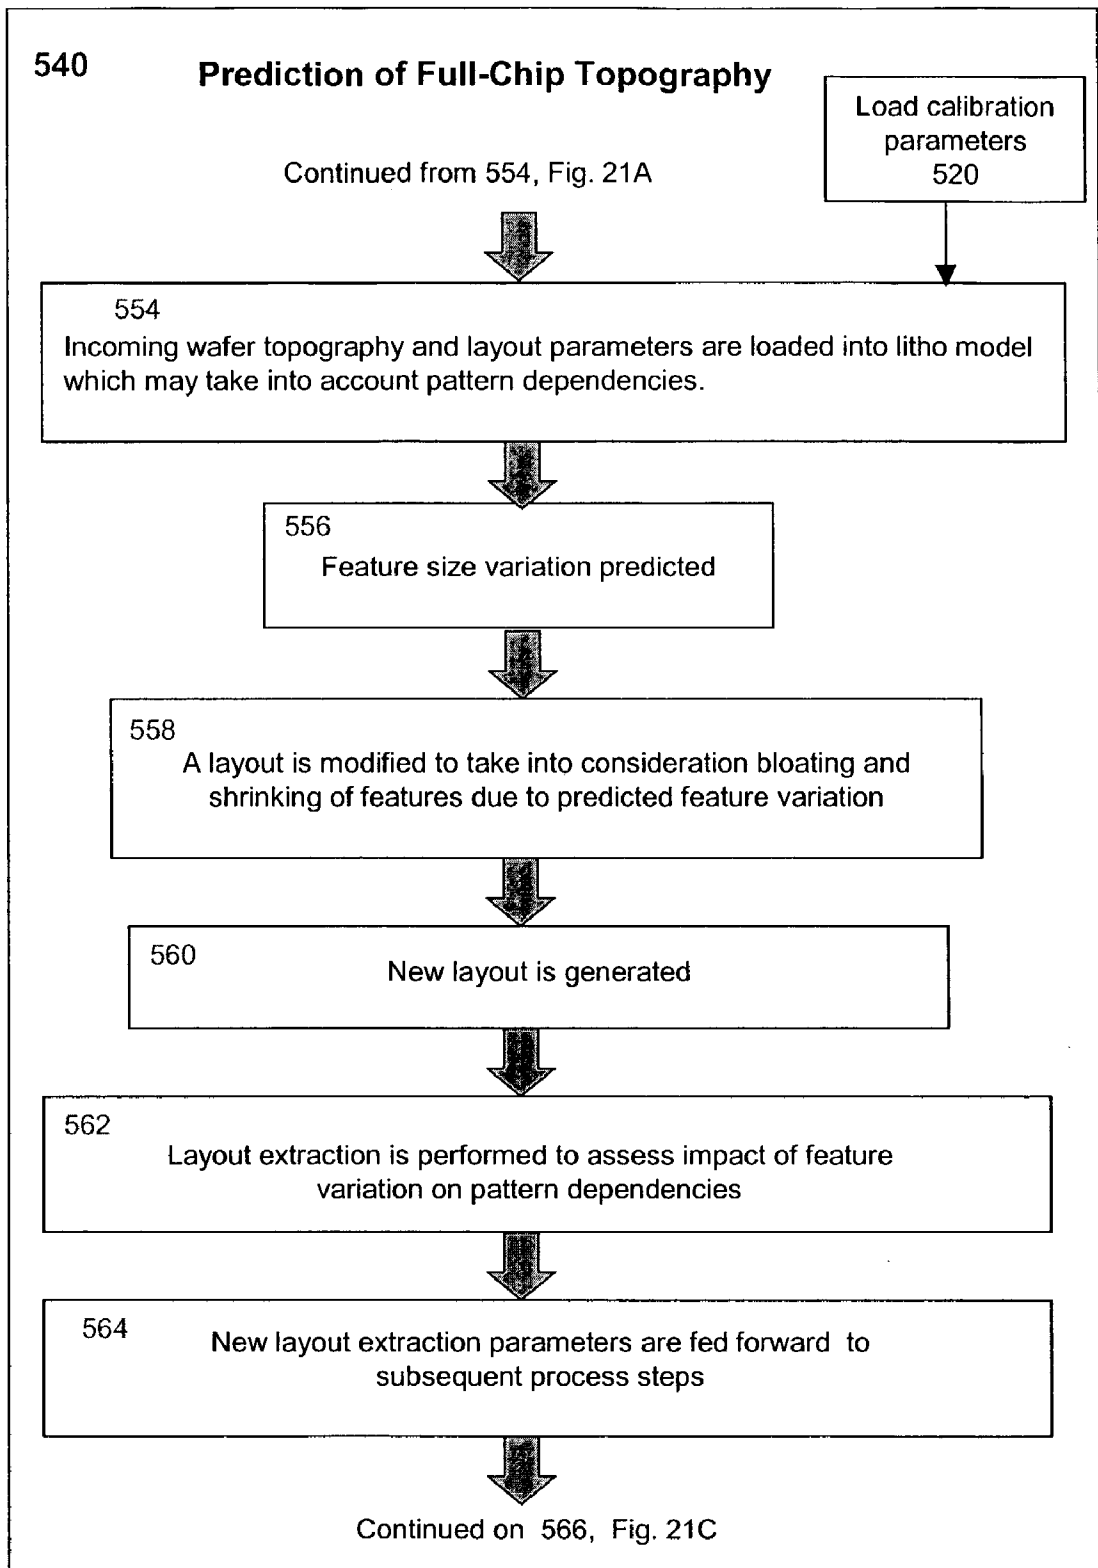 540
Prediction of Full-Chip Topography
Load calibration
parameters
520
Continued from 554, Fig. 21A
554
Incoming wafer topography and layout parameters are loaded into litho model
which may take into account pattern dependencies.
556
Feature size variation predicted
558
A layout is modified to take into consideration bloating and
shrinking of features due to predicted feature variation
560
New layout is generated
562
Layout extraction is performed to assess impact of feature
variation on pattern dependencies
564
New layout extraction parameters are fed forward to
subsequent process steps
Continued on 566, Fig. 21C